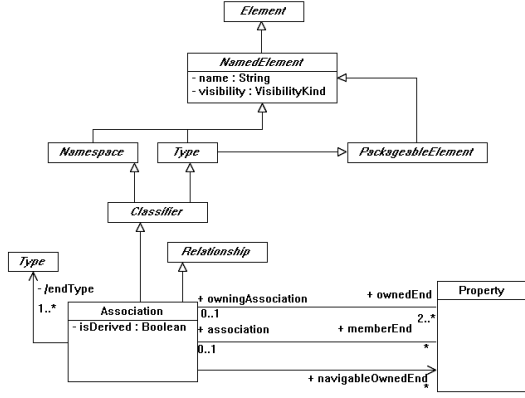 Element
NamedElement
- name : String
- visibility : VisibilityKind
Namespace
Type
PackageableElement
Classifier
Relationship
Type
- /endType
1..*
Association
- isDerived : Boolean
+ owningAssociation
0..1
+ ownedEnd
2..*
+ association
0..1
+ memberEnd
*
+ navigableOwnedEnd
*
Property